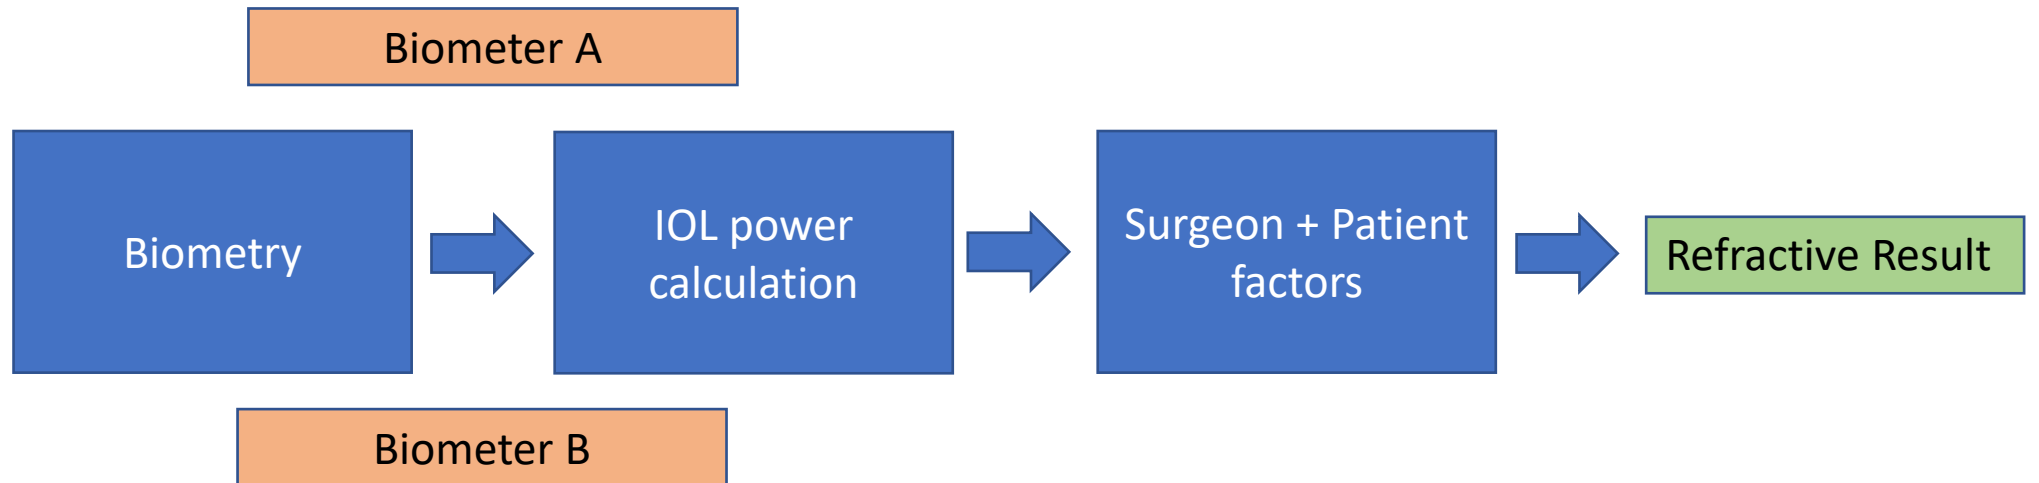 Biometer A
Biometry
IOL power
calculation
Surgeon + Patient
factors
Refractive Result
Biometer B